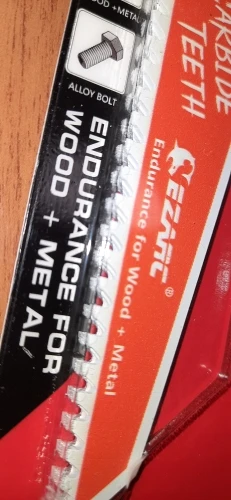 WOOD + METAL
ALLOY BOLT
ENDURANCE FOR
WOOD + METAL/
CARBIDE
TEETH
EZARC®
Endurance for Wood + Metal